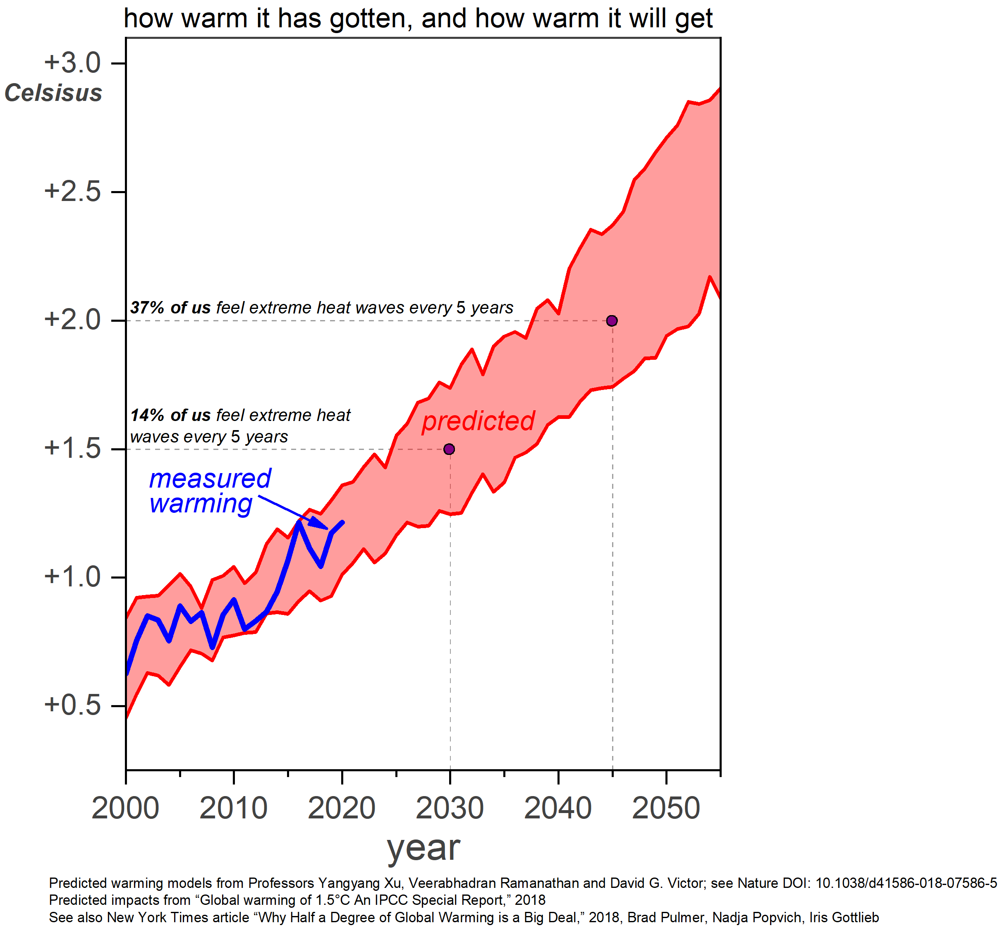 how warm it has gotten, and how warm it will get
+3.0
Celsisus
+2.5
37% of us feel extreme heat waves every 5 years
+2.0
14% of us feel extreme heat
waves every 5 years
predicted
+1.5
measured
warming
+1.0
+0.5
2000 2010 2020 2030 2040 2050
year
Predicted warming models from Professors Yangyang Xu, Veerabhadran Ramanathan and David G. Victor; see Nature DOI: 10.1038/d41586-018-07586-5
Predicted impacts from “Global warming of 1.5°C An IPCC Special Report,” 2018
See also New York Times article “Why Half a Degree of Global Warming is a Big Deal,” 2018, Brad Pulmer, Nadja Popvich, Iris Gottlieb